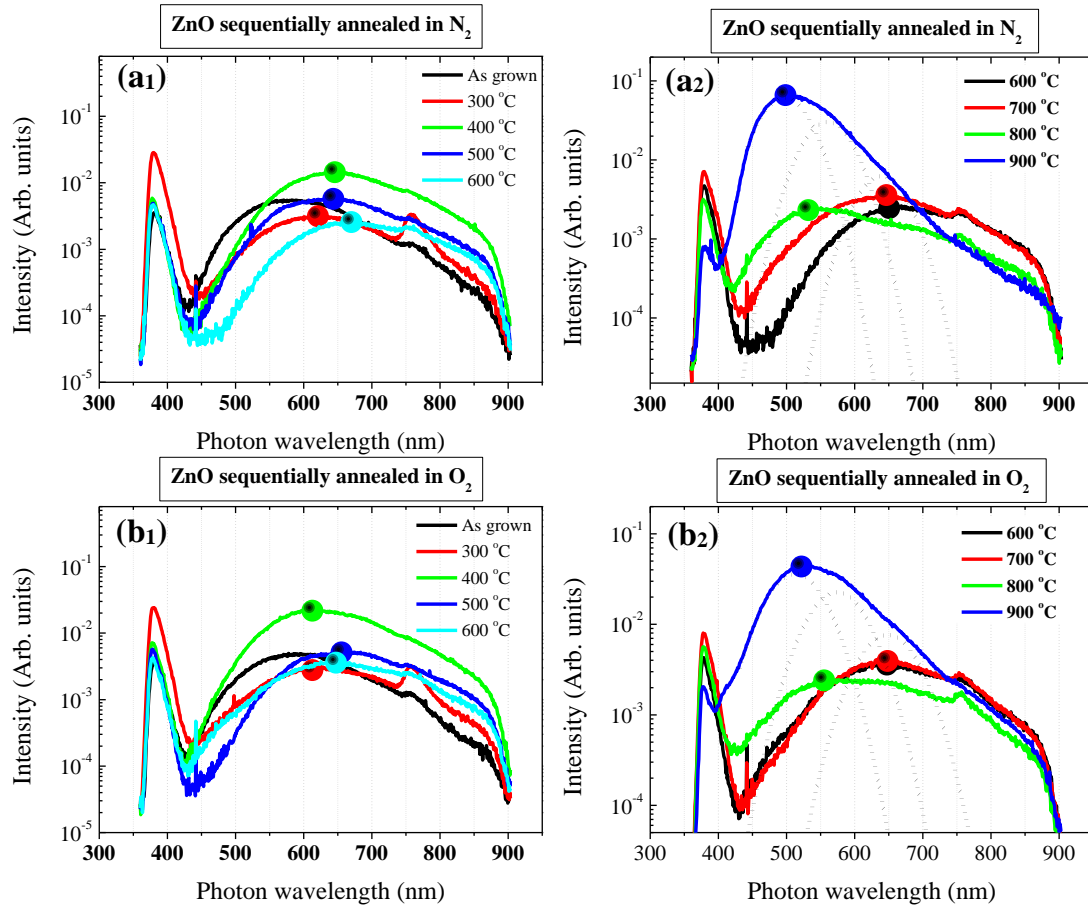 ZnO sequentially annealed in N2
(a1)
As grown
300 °C
400 °C
500 °C
600 °C
10^-1
10^-2
10^-3
10^-4
10^-5
Intensity (Arb. units)
300 400 500 600 700 800 900
Photon wavelength (nm)
ZnO sequentially annealed in N2
(a2)
600 °C
700 °C
800 °C
900 °C
10^-1
10^-2
10^-3
10^-4
Intensity (Arb. units)
300 400 500 600 700 800 900
Photon wavelength (nm)
ZnO sequentially annealed in O2
(b1)
As grown
300 °C
400 °C
500 °C
600 °C
10^-1
10^-2
10^-3
10^-4
10^-5
Intensity (Arb. units)
300 400 500 600 700 800 900
Photon wavelength (nm)
ZnO sequentially annealed in O2
(b2)
600 °C
700 °C
800 °C
900 °C
10^-1
10^-2
10^-3
10^-4
Intensity (Arb. units)
300 400 500 600 700 800 900
Photon wavelength (nm)